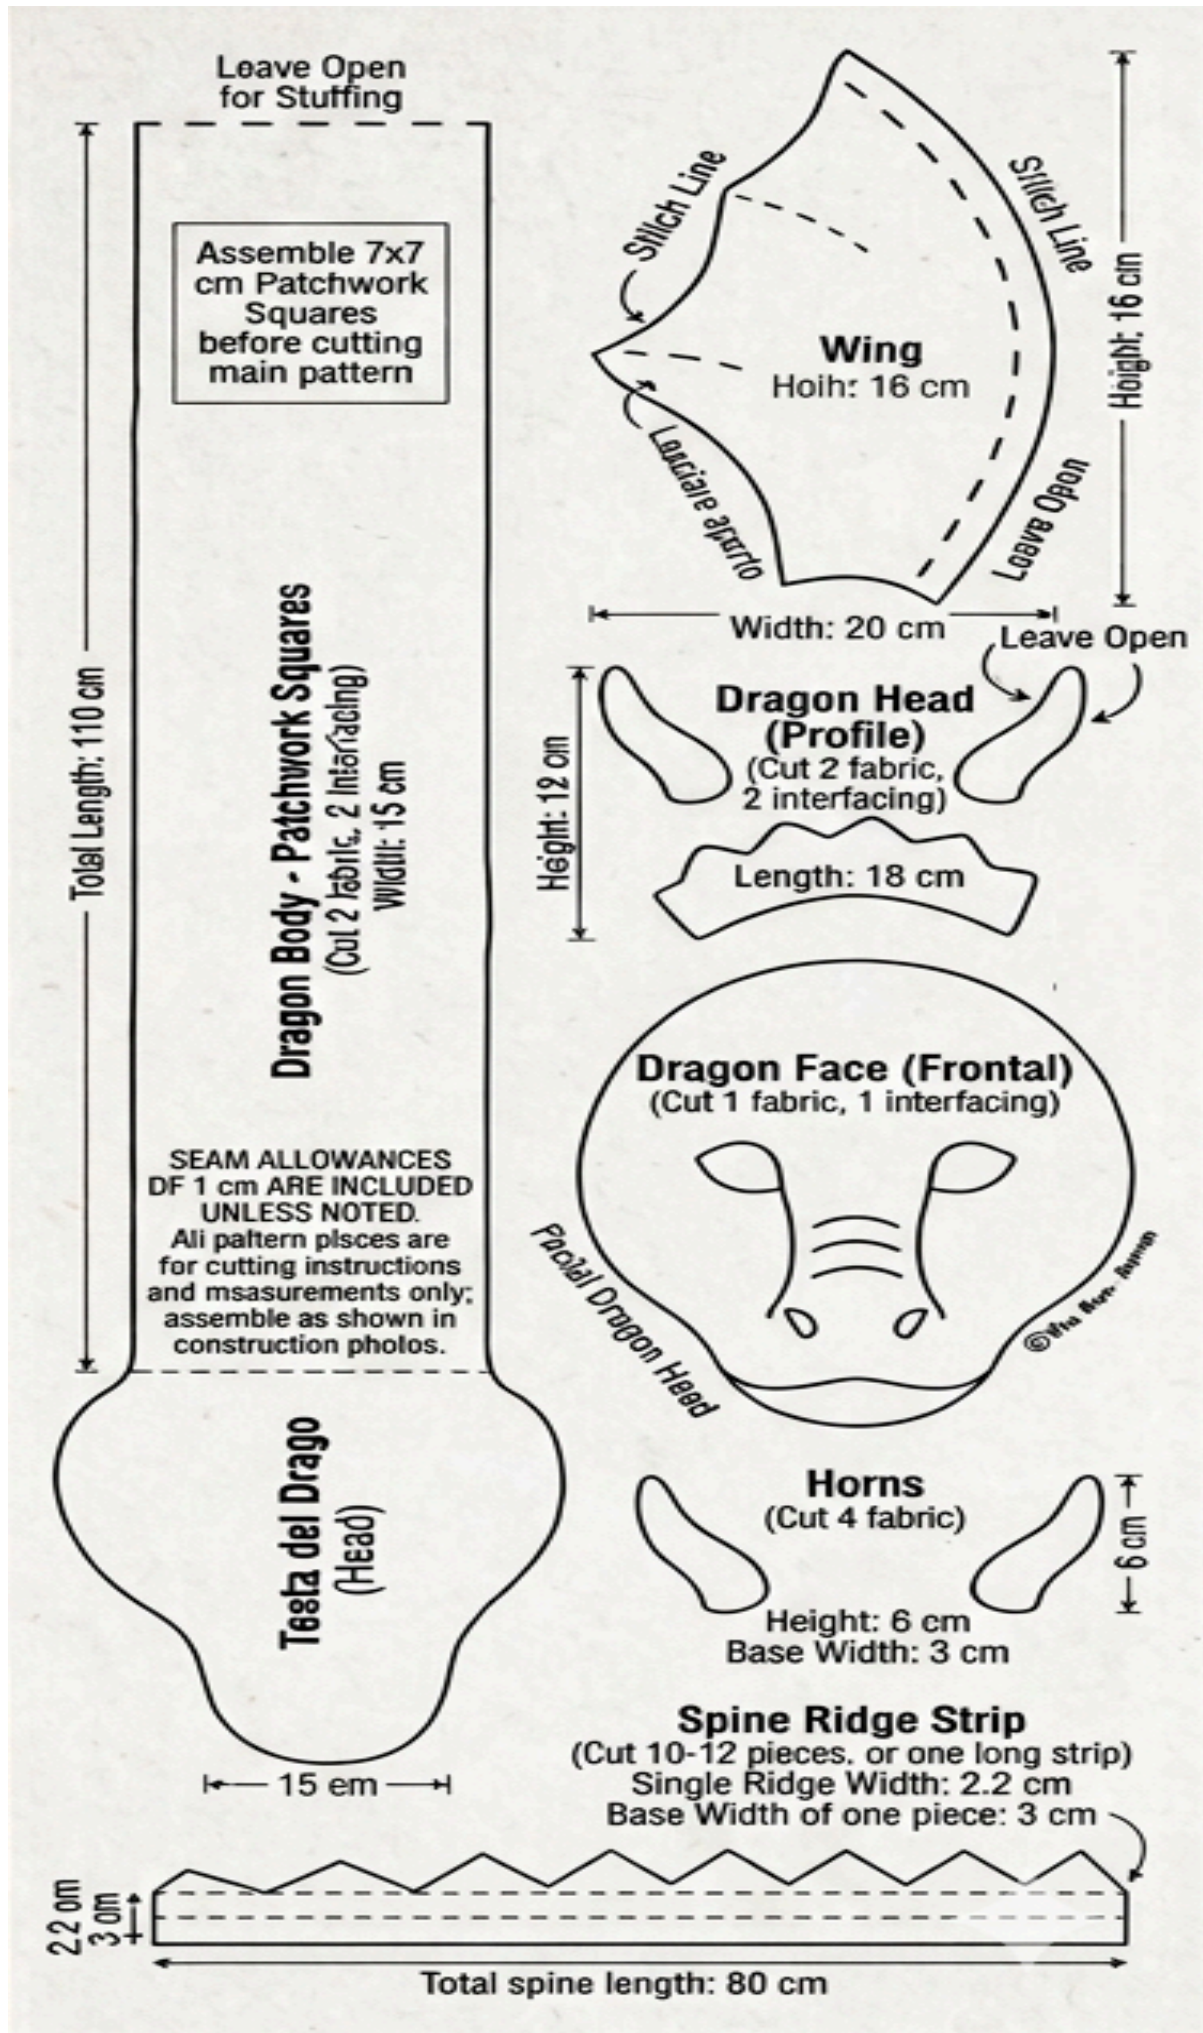 Leave Open
for Stuffing
Assemble 7x7
cm Patchwork
Squares
before cutting
main pattern
Total Length: 110 cm
Dragon Body - Patchwork Squares
(Cut 2 fabric, 2 Intorfacing)
Width: 15 cm
SEAM ALLOWANCES
DF 1 cm ARE INCLUDED
UNLESS NOTED.
Ali paltern plsces are
for cutting instructions
and msasurements only;
assemble as shown in
construction pholos.
Testa del Drago
(Head)
15 em
Stilch Line
Stilch Line
Wing
Hoihr: 16 cm
Hoight: 16 cm
Leave Opon
Width: 20 cm
Leave Open
Dragon Head
(Profile)
(Cut 2 fabric,
2 interfacing)
Height: 12 cm
Length: 18 cm
Dragon Face (Frontal)
(Cut 1 fabric, 1 interfacing)
Dragon Head
©
Horns
(Cut 4 fabric)
6 cm
Height: 6 cm
Base Width: 3 cm
Spine Ridge Strip
(Cut 10-12 pieces. or one long strip)
Single Ridge Width: 2.2 cm
Base Width of one piece: 3 cm
2.2 om
3 om
Total spine length: 80 cm